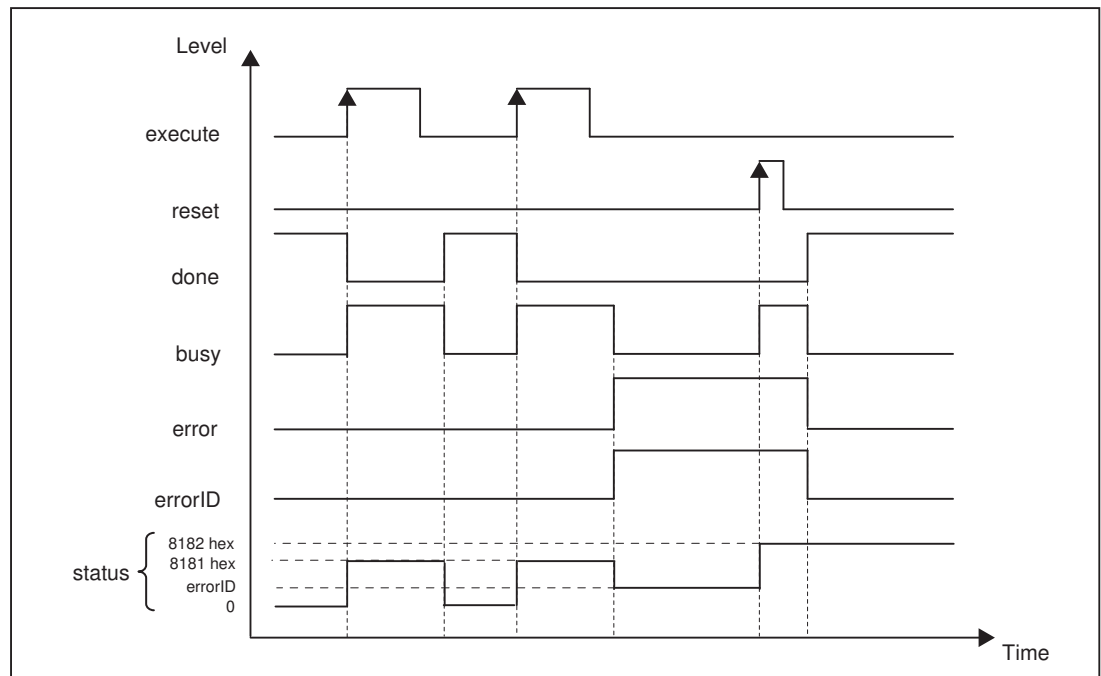 Level
execute
reset
done
busy
error
errorID
status
8182 hex
8181 hex
errorID
0
Time